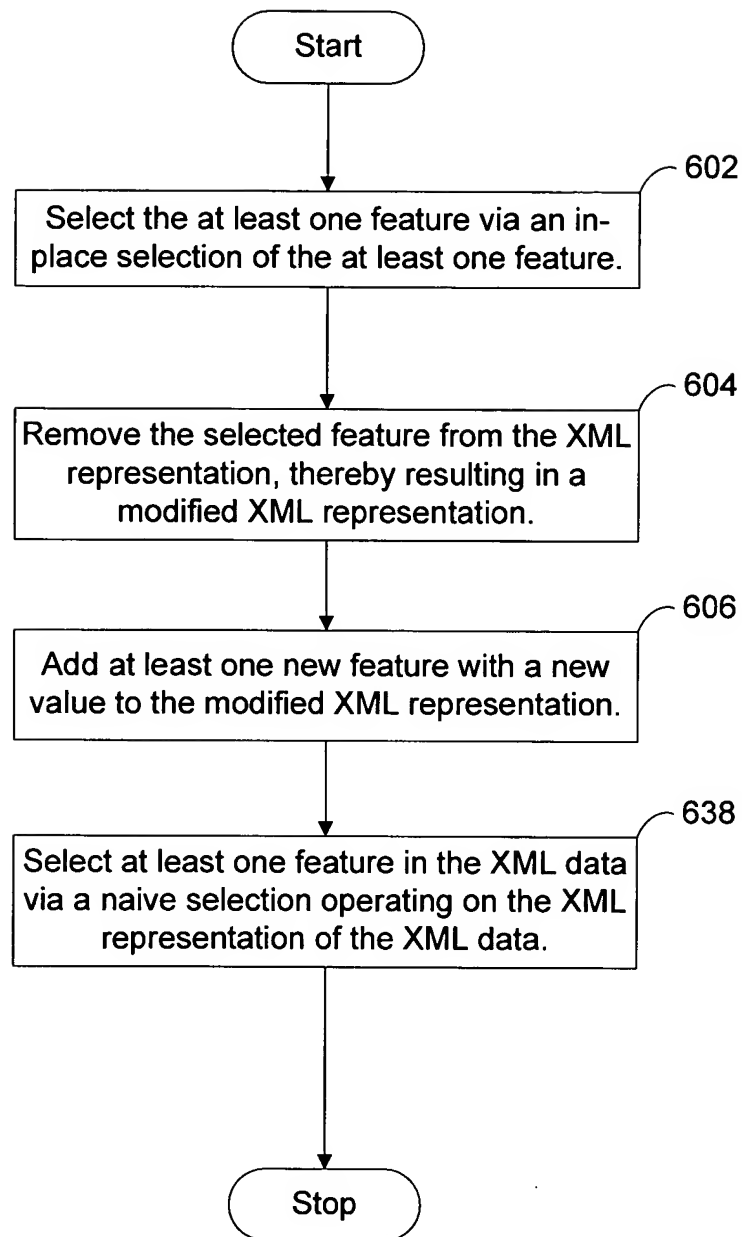 Start
602
Select the at least one feature via an in-
place selection of the at least one feature.
604
Remove the selected feature from the XML
representation, thereby resulting in a
modified XML representation.
606
Add at least one new feature with a new
value to the modified XML representation.
638
Select at least one feature in the XML data
via a naive selection operating on the XML
representation of the XML data.
Stop